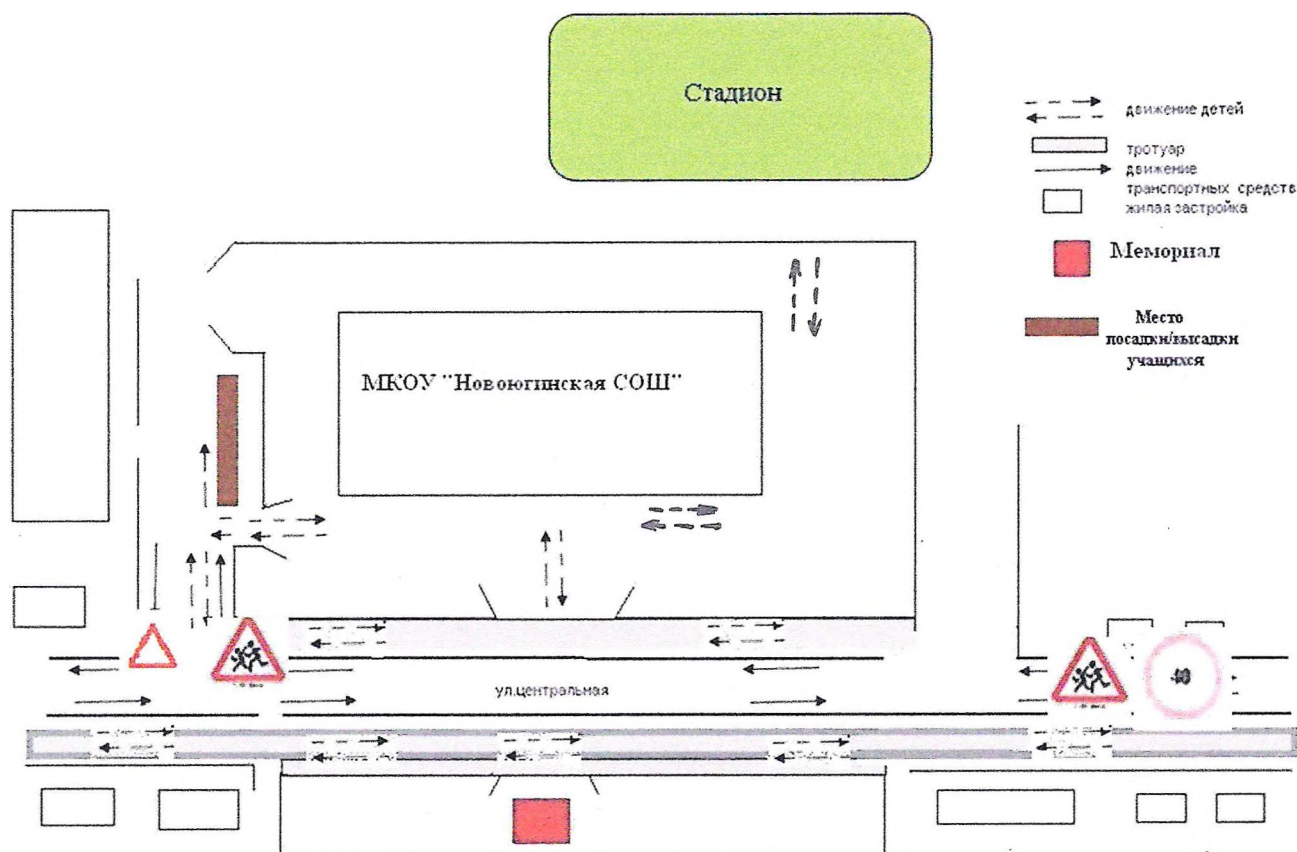 Стадион
движение детей
тротуар
движение
транспортных средств
жилая застройка
Мемориал
Место
посадки/высадки
учащихся
МКОУ "Новоюгинская СОШ"
ул.центральная
40